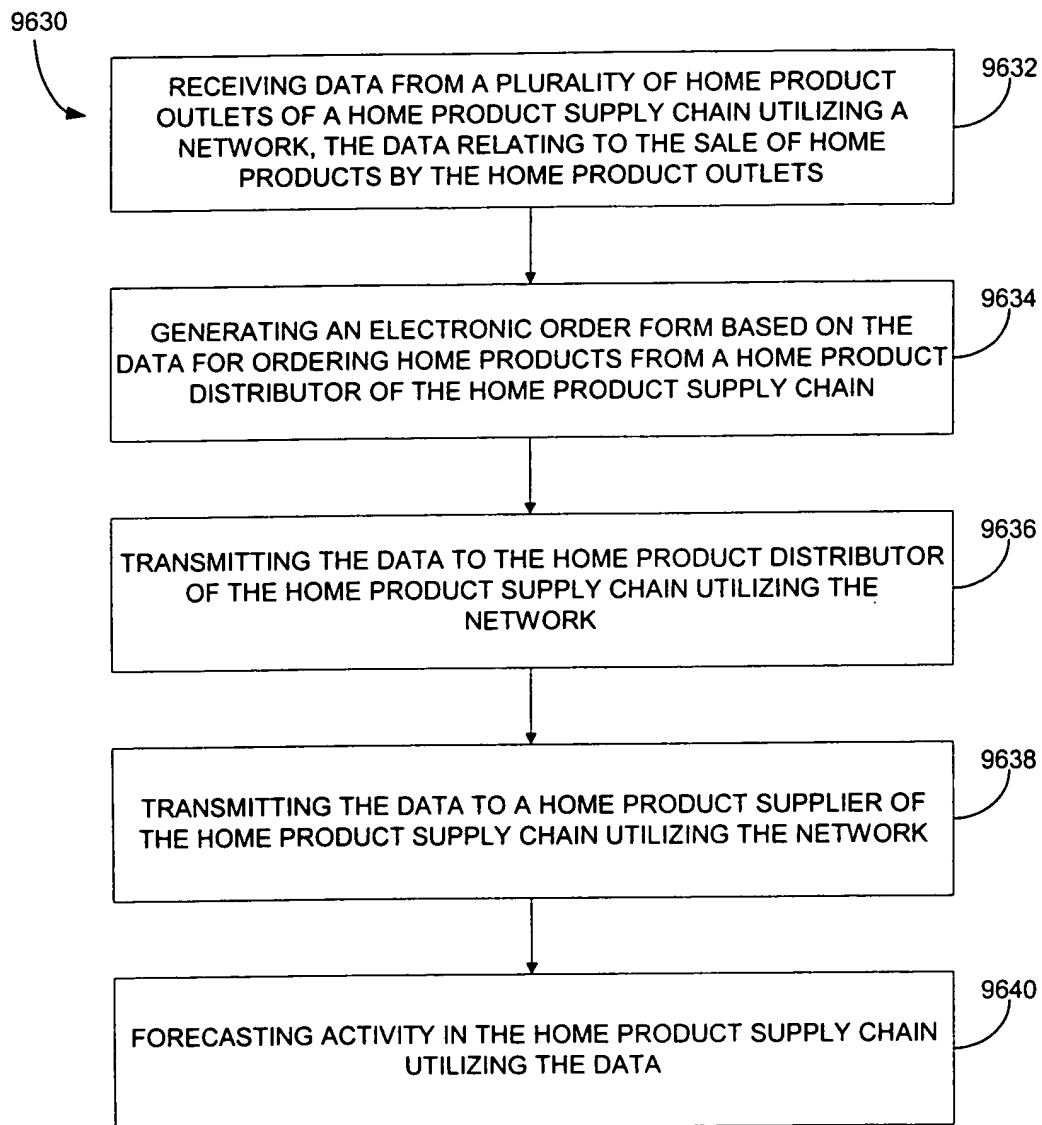 9630
RECEIVING DATA FROM A PLURALITY OF HOME PRODUCT
OUTLETS OF A HOME PRODUCT SUPPLY CHAIN UTILIZING A
NETWORK, THE DATA RELATING TO THE SALE OF HOME
PRODUCTS BY THE HOME PRODUCT OUTLETS
9632
GENERATING AN ELECTRONIC ORDER FORM BASED ON THE
DATA FOR ORDERING HOME PRODUCTS FROM A HOME PRODUCT
DISTRIBUTOR OF THE HOME PRODUCT SUPPLY CHAIN
9634
TRANSMITTING THE DATA TO THE HOME PRODUCT DISTRIBUTOR
OF THE HOME PRODUCT SUPPLY CHAIN UTILIZING THE
NETWORK
9636
TRANSMITTING THE DATA TO A HOME PRODUCT SUPPLIER OF
THE HOME PRODUCT SUPPLY CHAIN UTILIZING THE NETWORK
9638
FORECASTING ACTIVITY IN THE HOME PRODUCT SUPPLY CHAIN
UTILIZING THE DATA
9640